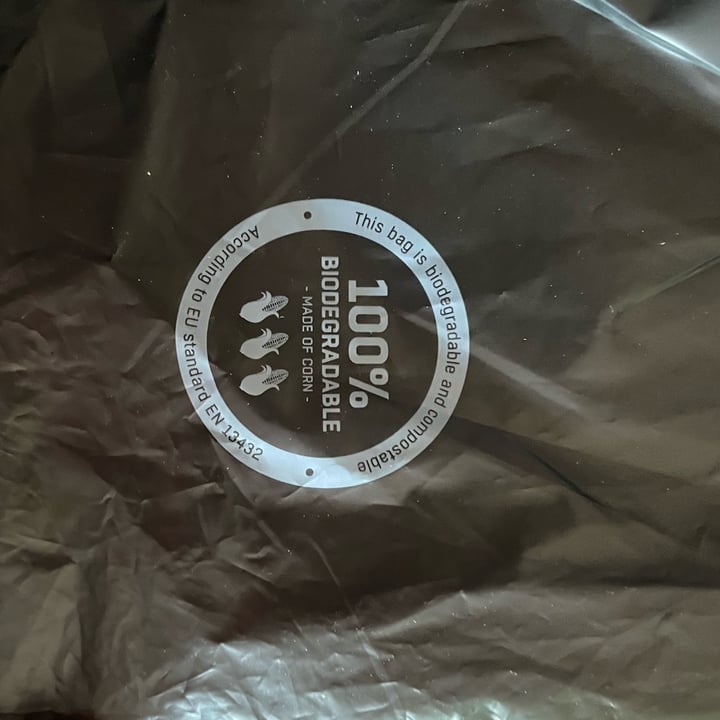 This bag is biodegradable and compostable
100%
BIODEGRADABLE
- MADE OF CORN -
According to EU standard EN 13432